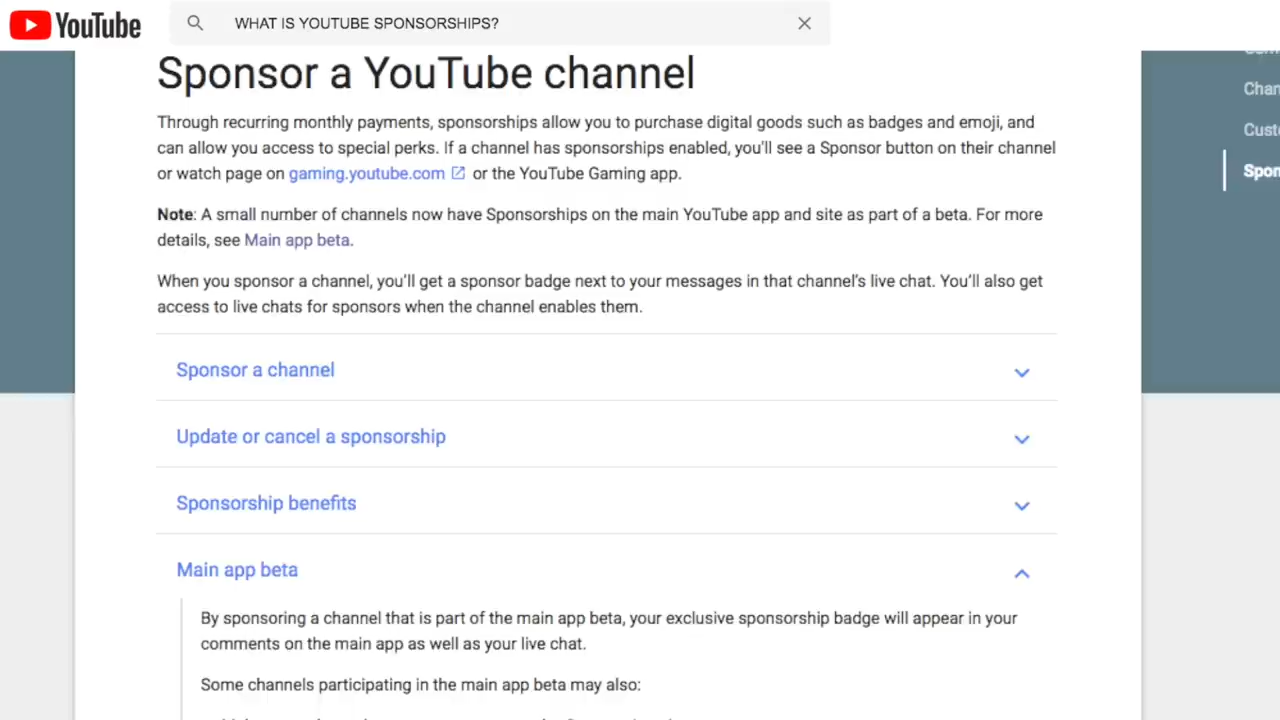 YouTube
WHAT IS YOUTUBE SPONSORSHIPS?
Sponsor a YouTube channel
Through recurring monthly payments, sponsorships allow you to purchase digital goods such as badges and emoji, and
can allow you access to special perks. If a channel has sponsorships enabled, you'll see a Sponsor button on their channel
or watch page on gaming.youtube.com or the YouTube Gaming app.
Note: A small number of channels now have Sponsorships on the main YouTube app and site as part of a beta. For more
details, see Main app beta.
When you sponsor a channel, you'll get a sponsor badge next to your messages in that channel's live chat. You'll also get
access to live chats for sponsors when the channel enables them.
Sponsor a channel
Update or cancel a sponsorship
Sponsorship benefits
Main app beta
By sponsoring a channel that is part of the main app beta, your exclusive sponsorship badge will appear in your
comments on the main app as well as your live chat.
Some channels participating in the main app beta may also:
Chan
Cust
Spon